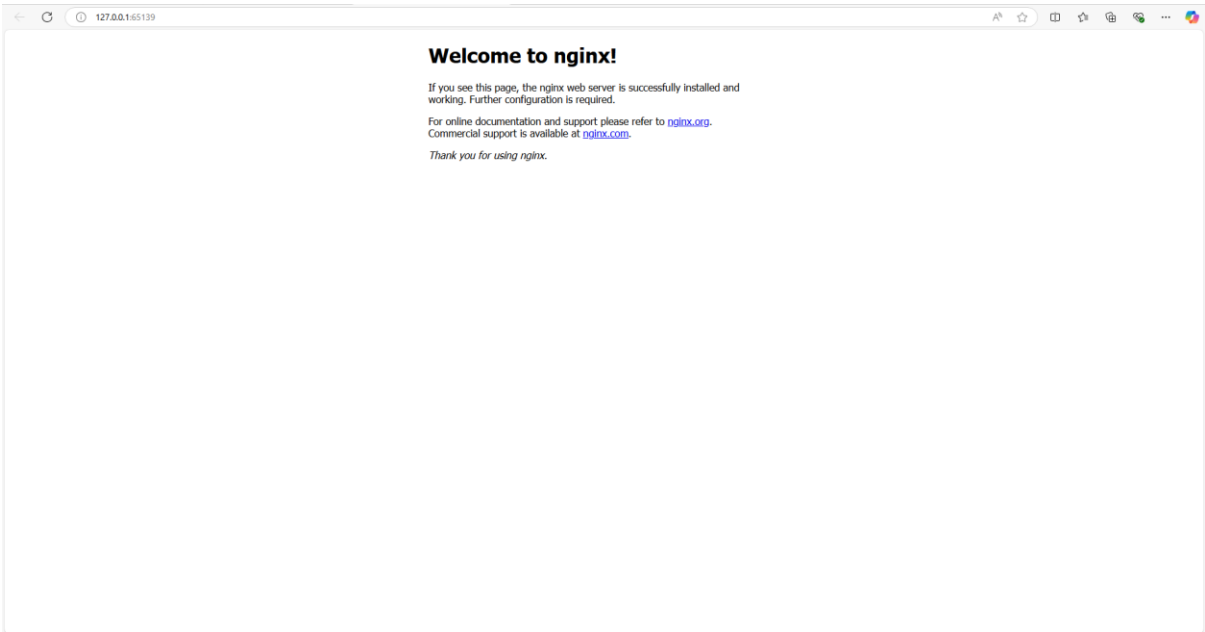 127.0.0.1:65139
Welcome to nginx!
If you see this page, the nginx web server is successfully installed and
working. Further configuration is required.
For online documentation and support please refer to nginx.org.
Commercial support is available at nginx.com.
Thank you for using nginx.